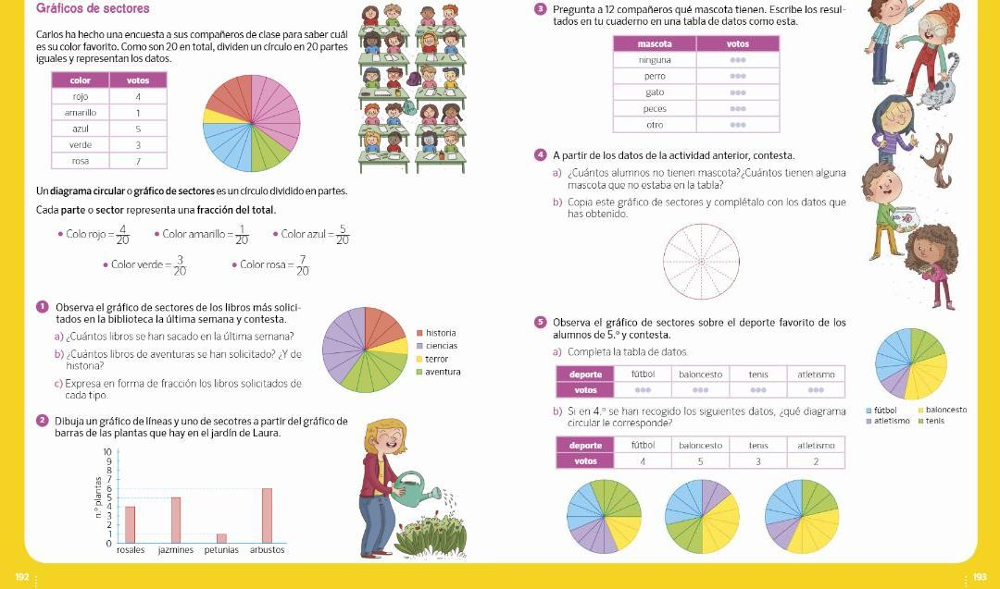 Gráficos de sectores
Carlos ha hecho una encuesta a sus compañeros de clase para saber cuál
es su color favorito. Como son 20 en total, dividen un círculo en 20 partes
iguales y representan los datos.
color votos
rojo 4
amarillo 1
azul 5
verde 3
rosa 7
Un diagrama circular o gráfico de sectores es un círculo dividido en partes.
Cada parte o sector representa una fracción del total.
• Colo rojo = 4/20 • Color amarillo = 1/20 • Color azul = 5/20
• Color verde = 3/20 • Color rosa = 7/20
1 Observa el gráfico de sectores de los libros más solici-
tados en la biblioteca la última semana y contesta.
a) ¿Cuántos libros se han sacado en la última semana?
b) ¿Cuántos libros de aventuras se han solicitado? ¿Y de
historia?
c) Expresa en forma de fracción los libros solicitados de
cada tipo.
historia
ciencias
terror
aventura
2 Dibuja un gráfico de líneas y uno de secotres a partir del gráfico de
barras de las plantas que hay en el jardín de Laura.
n.º plantas
10
9
8
7
6
5
4
3
2
1
0
rosales jazmines petunias arbustos
192
3 Pregunta a 12 compañeros qué mascota tienen. Escribe los resul-
tados en tu cuaderno en una tabla de datos como esta.
mascota votos
ninguna
perro
gato
peces
otro
4 A partir de los datos de la actividad anterior, contesta.
a) ¿Cuántos alumnos no tienen mascota?¿Cuántos tienen alguna
mascota que no estaba en la tabla?
b) Copia este gráfico de sectores y complétalo con los datos que
has obtenido.
5 Observa el gráfico de sectores sobre el deporte favorito de los
alumnos de 5.º y contesta.
a) Completa la tabla de datos.
deporte fútbol baloncesto tenis atletismo
votos
fútbol baloncesto
atletismo tenis
b) Si en 4.º se han recogido los siguientes datos, ¿qué diagrama
circular le corresponde?
deporte fútbol baloncesto tenis atletismo
votos 4 5 3 2
193